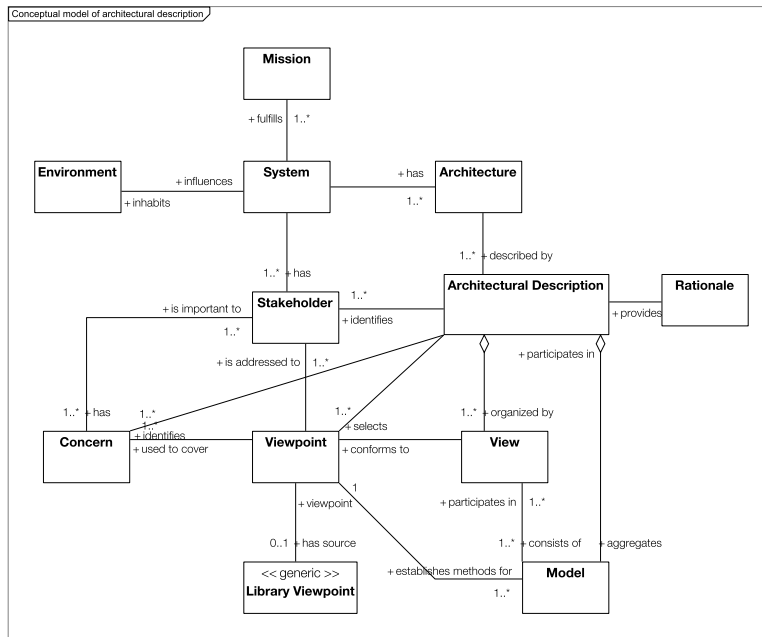 Conceptual model of architectural description
Mission
+ fulfills 1..*
Environment
System
Architecture
+ influences
+ has
+ inhabits
1..*
1..* + has
1..* + described by
Stakeholder
Architectural Description
Rationale
+ is important to
1..*
1..*
+ identifies
+ provides
+ is addressed to 1..*
+ participates in
1..* + has
1..*
1..*
1..*
+ selects
1..* + organized by
Concern
+ identifies
+ used to cover
Viewpoint
+ conforms to
View
+ viewpoint
1
+ participates in 1..*
0..1 + has source
1..* + consists of
+ aggregates
<< generic >>
Library Viewpoint
+ establishes methods for
1..*
Model